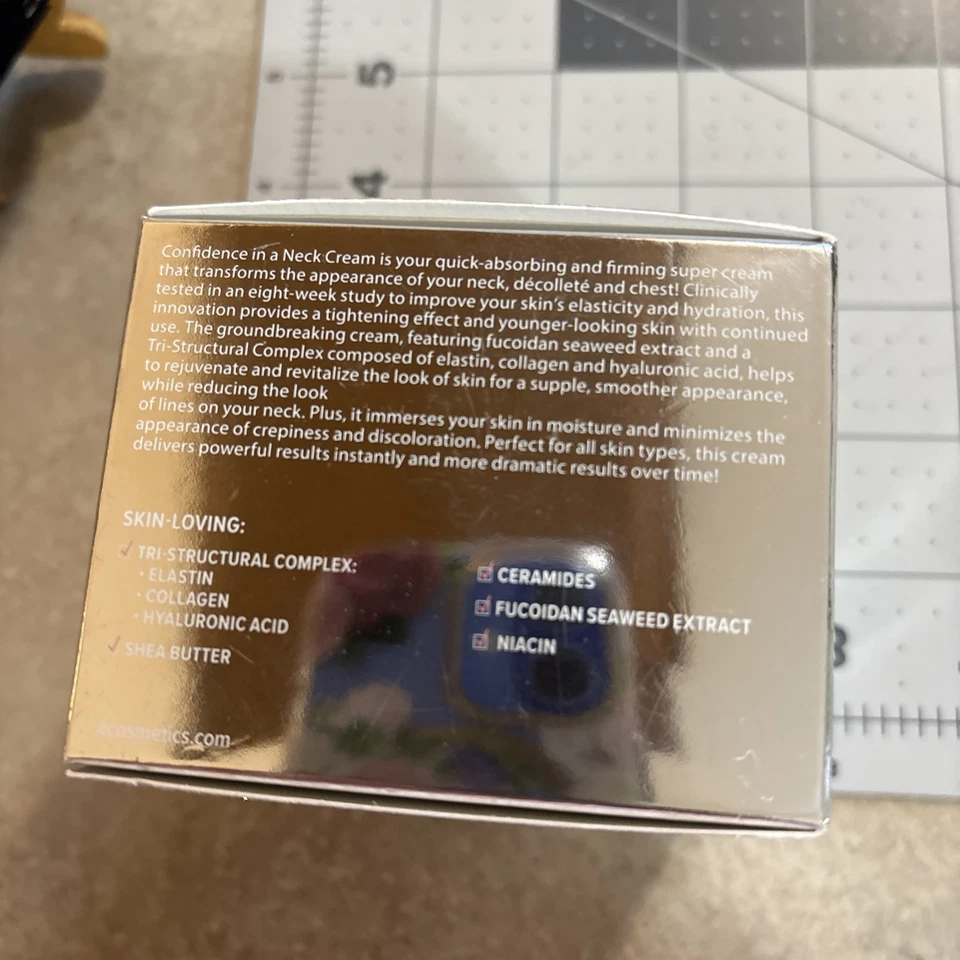 5
4
Confidence in a Neck Cream is your quick-absorbing and firming super cream
that transforms the appearance of your neck, décolleté and chest! Clinically
tested in an eight-week study to improve your skin's elasticity and hydration, this
innovation provides a tightening effect and younger-looking skin with continued
use. The groundbreaking cream, featuring fucoidan seaweed extract and a
Tri-Structural Complex composed of elastin, collagen and hyaluronic acid, helps
to rejuvenate and revitalize the look of skin for a supple, smoother appearance,
while reducing the look
of lines on your neck. Plus, it immerses your skin in moisture and minimizes the
appearance of crepiness and discoloration. Perfect for all skin types, this cream
delivers powerful results instantly and more dramatic results over time!
SKIN-LOVING:
TRI-STRUCTURAL COMPLEX:
· ELASTIN
· COLLAGEN
· HYALURONIC ACID
SHEA BUTTER
CERAMIDES
FUCOIDAN SEAWEED EXTRACT
NIACIN